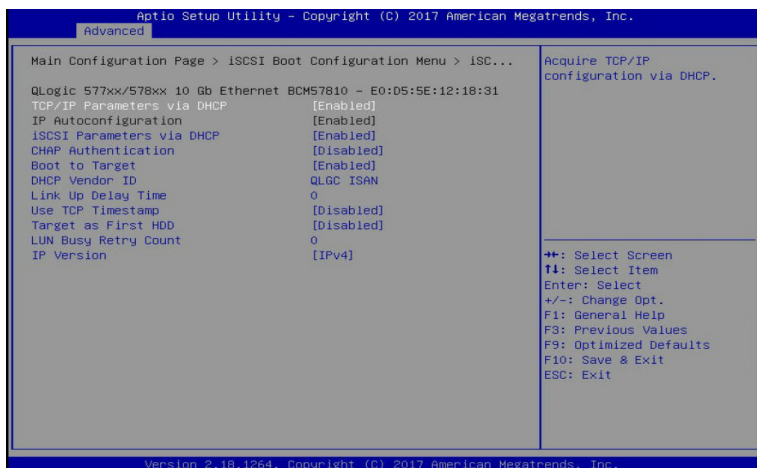 Aptio Setup Utility – Copyright (C) 2017 American Megatrends, Inc.
Advanced
Main Configuration Page > iSCSI Boot Configuration Menu > iSC...
QLogic 577xx/578xx 10 Gb Ethernet BCM57810 – E0:D5:5E:12:18:31
TCP/IP Parameters via DHCP [Enabled]
IP Autoconfiguration [Enabled]
iSCSI Parameters via DHCP [Enabled]
CHAP Authentication [Disabled]
Boot to Target [Enabled]
DHCP Vendor ID QLGC ISAN
Link Up Delay Time 0
Use TCP Timestamp [Disabled]
Target as First HDD [Disabled]
LUN Busy Retry Count 0
IP Version [IPv4]
Acquire TCP/IP
configuration via DHCP.
→←: Select Screen
↑↓: Select Item
Enter: Select
+/-: Change Opt.
F1: General Help
F3: Previous Values
F9: Optimized Defaults
F10: Save & Exit
ESC: Exit
Version 2.18.1264. Copyright (C) 2017 American Megatrends, Inc.